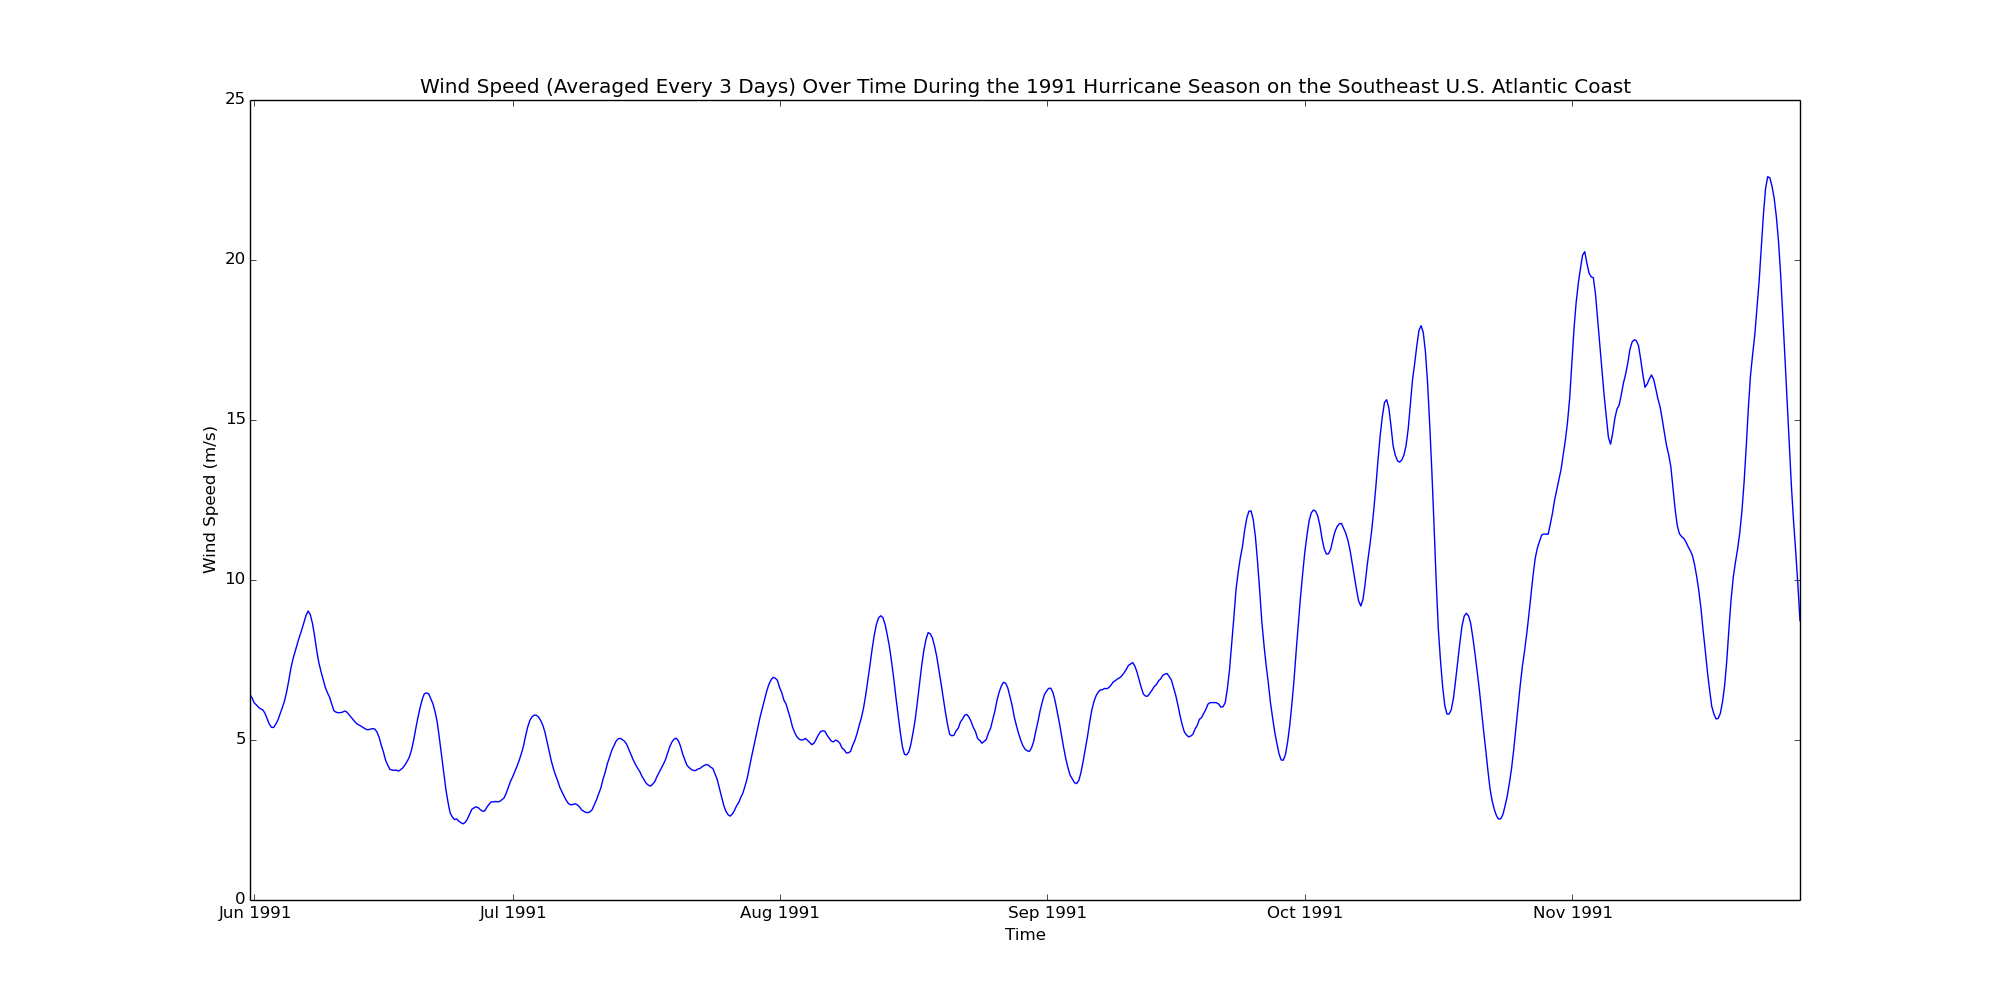 Wind Speed (Averaged Every 3 Days) Over Time During the 1991 Hurricane Season on the Southeast U.S. Atlantic Coast
25
20
15
10
5
0
Wind Speed (m/s)
Jun 1991 Jul 1991 Aug 1991 Sep 1991 Oct 1991 Nov 1991
Time